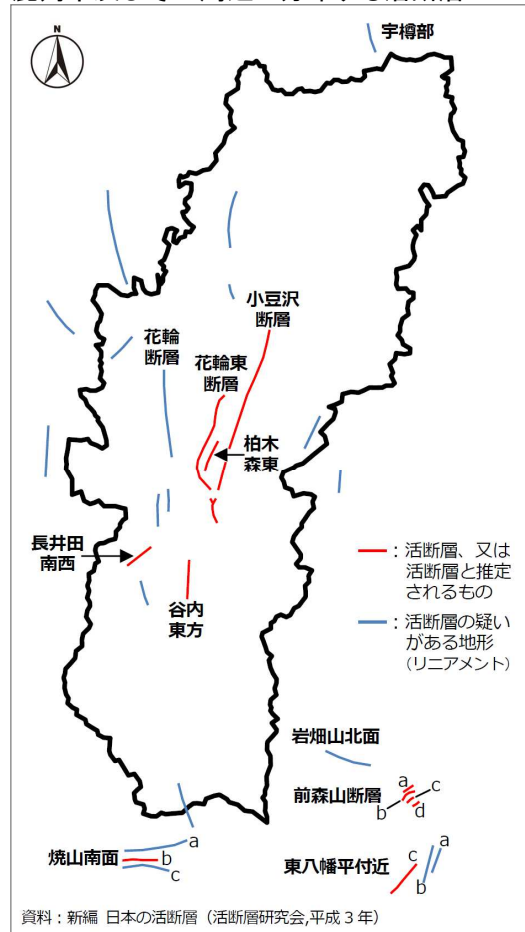 N
宇樽部
小豆沢
断層
花輪
断層
花輪東
断層
柏木
森東
長井田
南西
谷内
東方
━:活断層、又は
活断層と推定
されるもの
━:活断層の疑い
がある地形
(リニアメント)
岩畑山北面
前森山断層
a
c
b
d
焼山南面
a
b
c
東八幡平付近
a
c
b
資料:新編 日本の活断層(活断層研究会,平成3年)